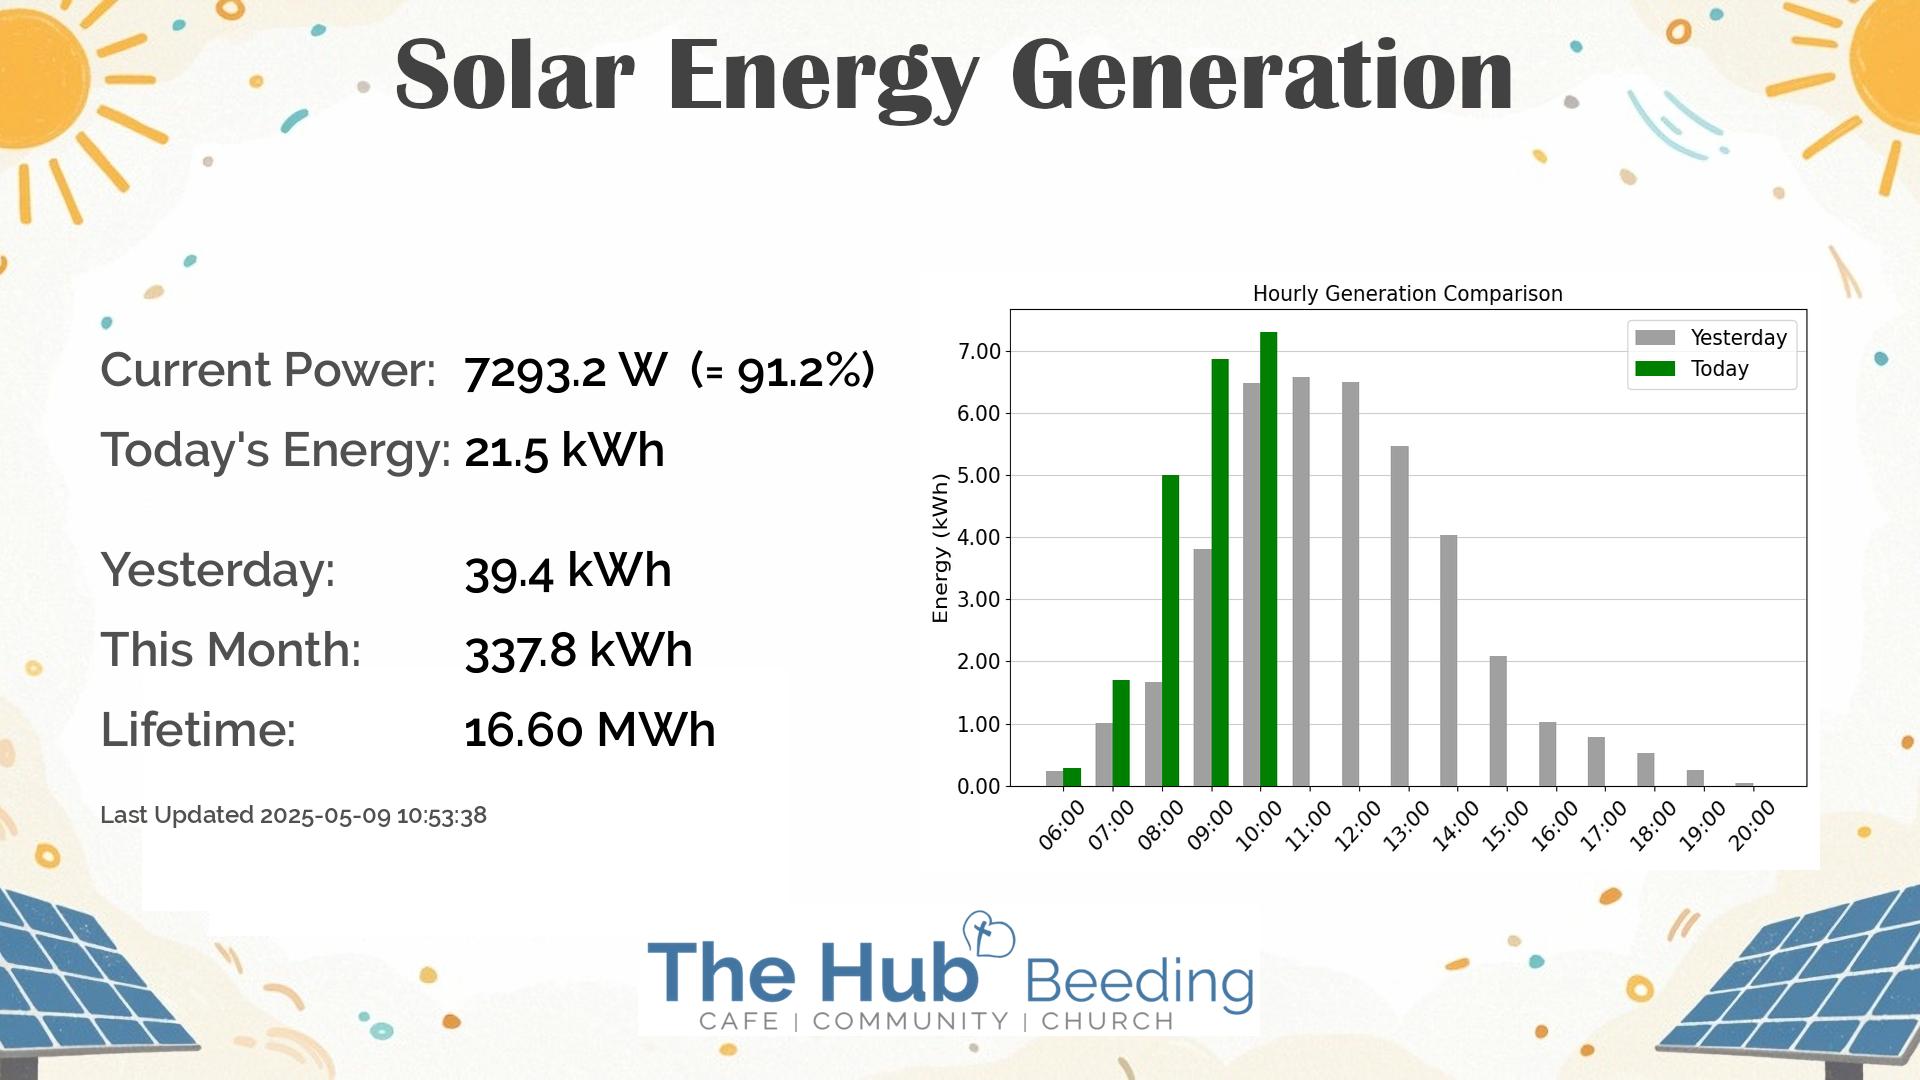 Solar Energy Generation
Current Power: 7293.2 W (= 91.2%)
Today's Energy: 21.5 kWh
Yesterday: 39.4 kWh
This Month: 337.8 kWh
Lifetime: 16.60 MWh
Last Updated 2025-05-09 10:53:38
Hourly Generation Comparison
Yesterday
Today
Energy (kWh)
7.00
6.00
5.00
4.00
3.00
2.00
1.00
0.00
06:00 07:00 08:00 09:00 10:00 11:00 12:00 13:00 14:00 15:00 16:00 17:00 18:00 19:00 20:00
The Hub Beeding
CAFE | COMMUNITY | CHURCH